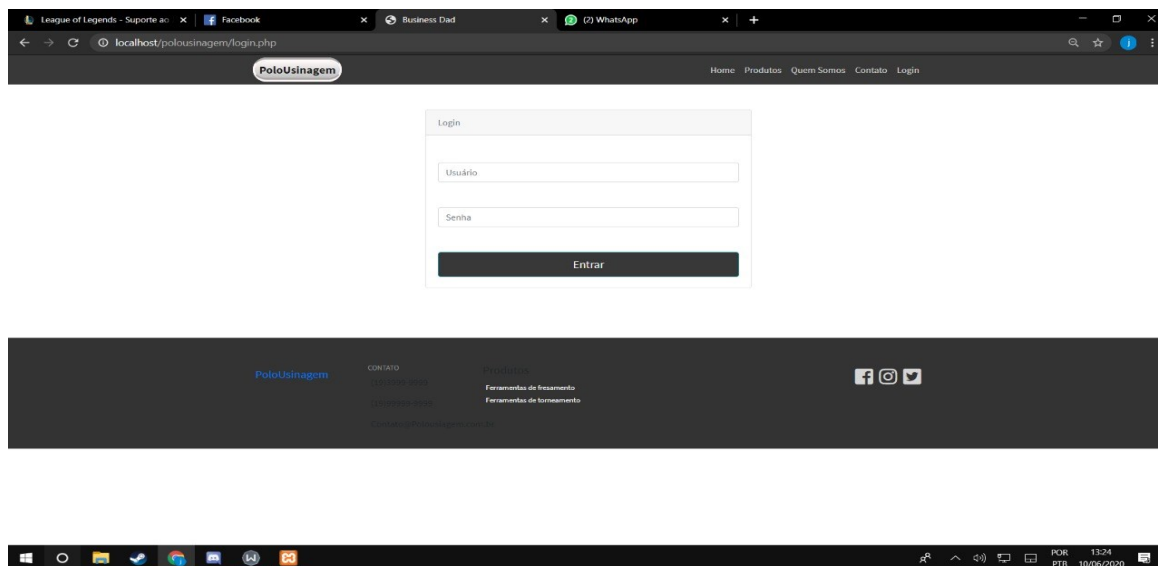 League of Legends - Suporte ao
Facebook
Business Dad
(2) WhatsApp
localhost/polousinagem/login.php
PoloUsinagem
Home Produtos Quem Somos Contato Login
Login
Usuário
Senha
Entrar
PoloUsinagem
CONTATO
Produtos
Ferramentas de fresamento
Ferramentas de torneamento
POR 13:24
PTB 10/06/2020